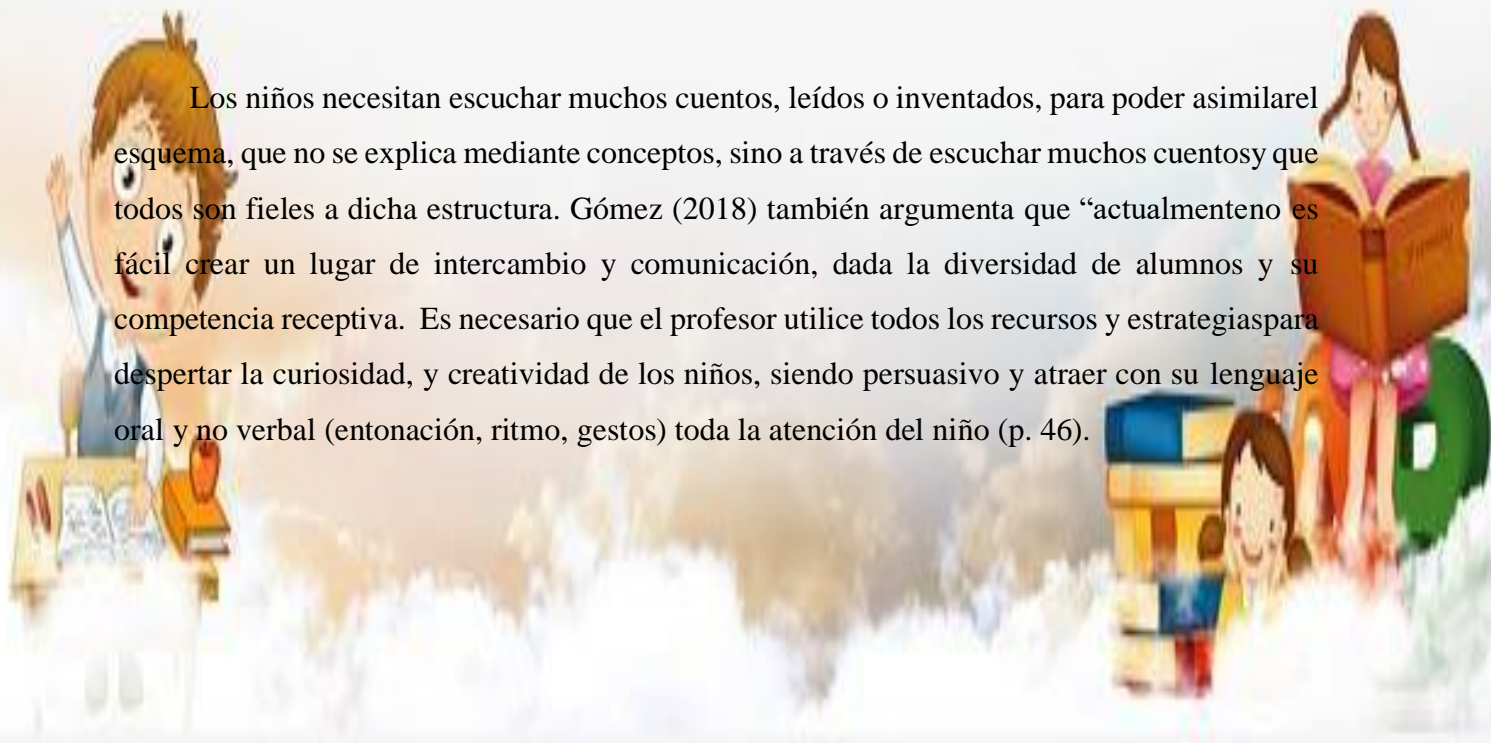 Los niños necesitan escuchar muchos cuentos, leídos o inventados, para poder asimilarel
esquema, que no se explica mediante conceptos, sino a través de escuchar muchos cuentosy que
todos son fieles a dicha estructura. Gómez (2018) también argumenta que “actualmenteno es
fácil crear un lugar de intercambio y comunicación, dada la diversidad de alumnos y su
competencia receptiva. Es necesario que el profesor utilice todos los recursos y estrategiaspara
despertar la curiosidad, y creatividad de los niños, siendo persuasivo y atraer con su lenguaje
oral y no verbal (entonación, ritmo, gestos) toda la atención del niño (p. 46).